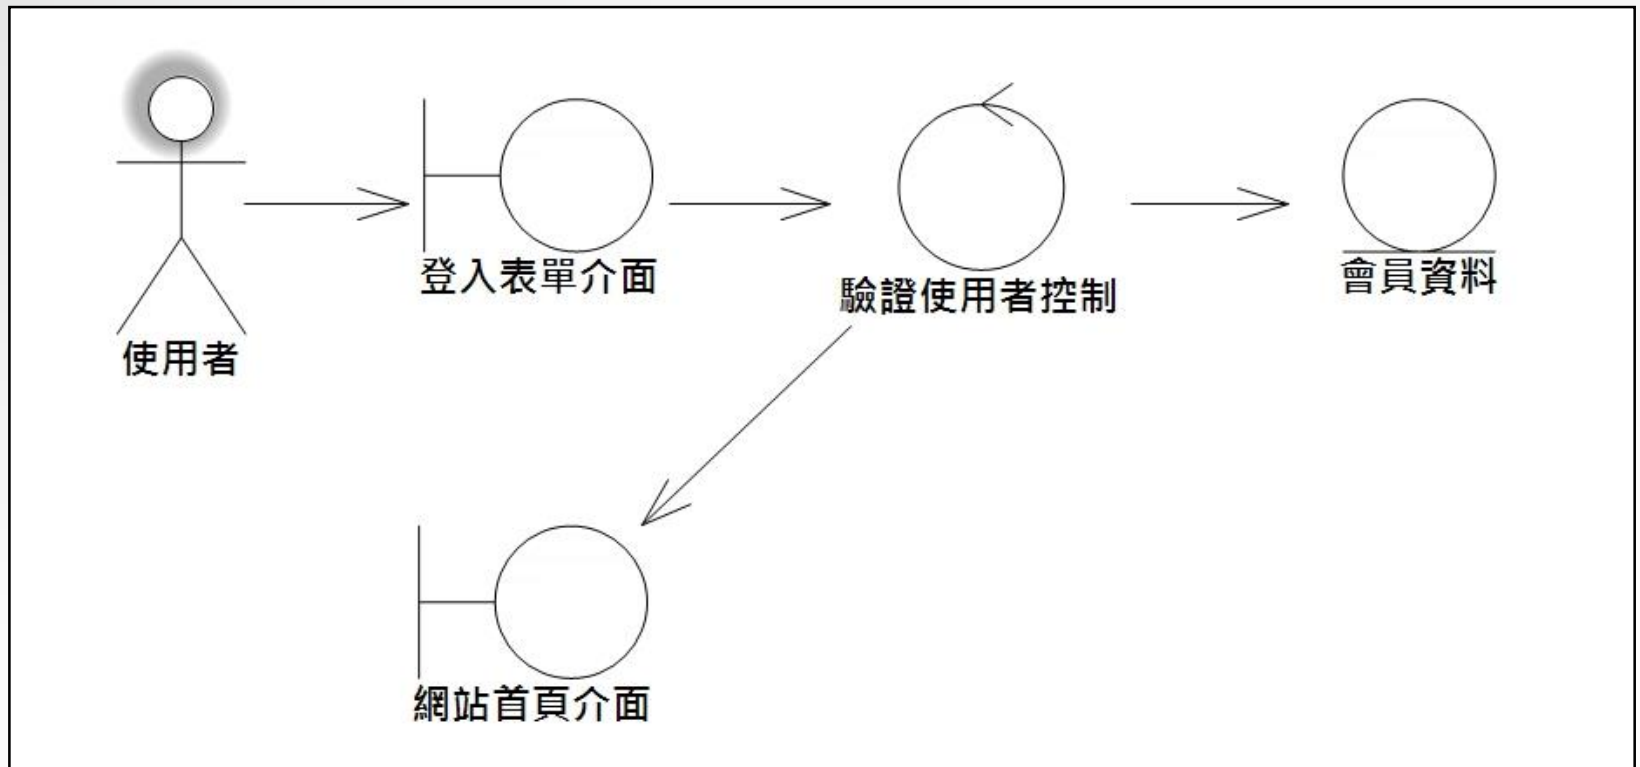 使用者
登入表單介面
驗證使用者控制
會員資料
網站首頁介面